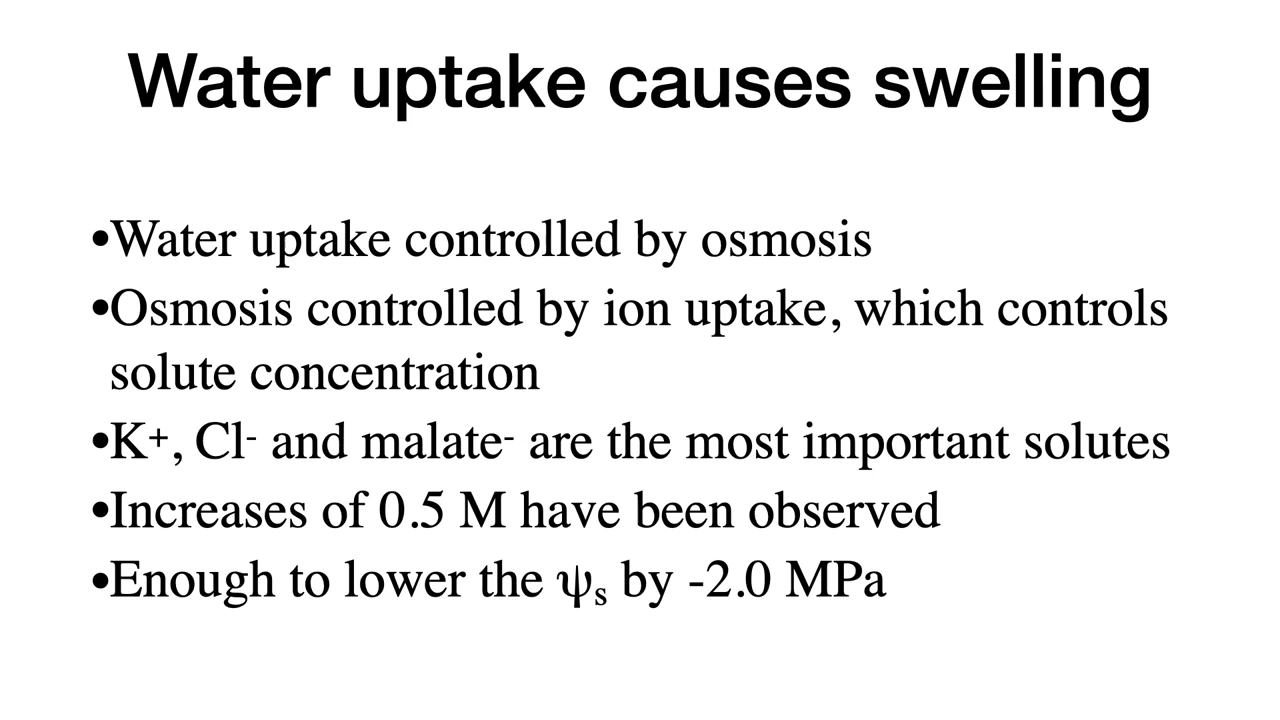 Water uptake causes swelling
•Water uptake controlled by osmosis
•Osmosis controlled by ion uptake, which controls
solute concentration
•K⁺, Cl⁻ and malate⁻ are the most important solutes
•Increases of 0.5 M have been observed
•Enough to lower the ψₛ by -2.0 MPa